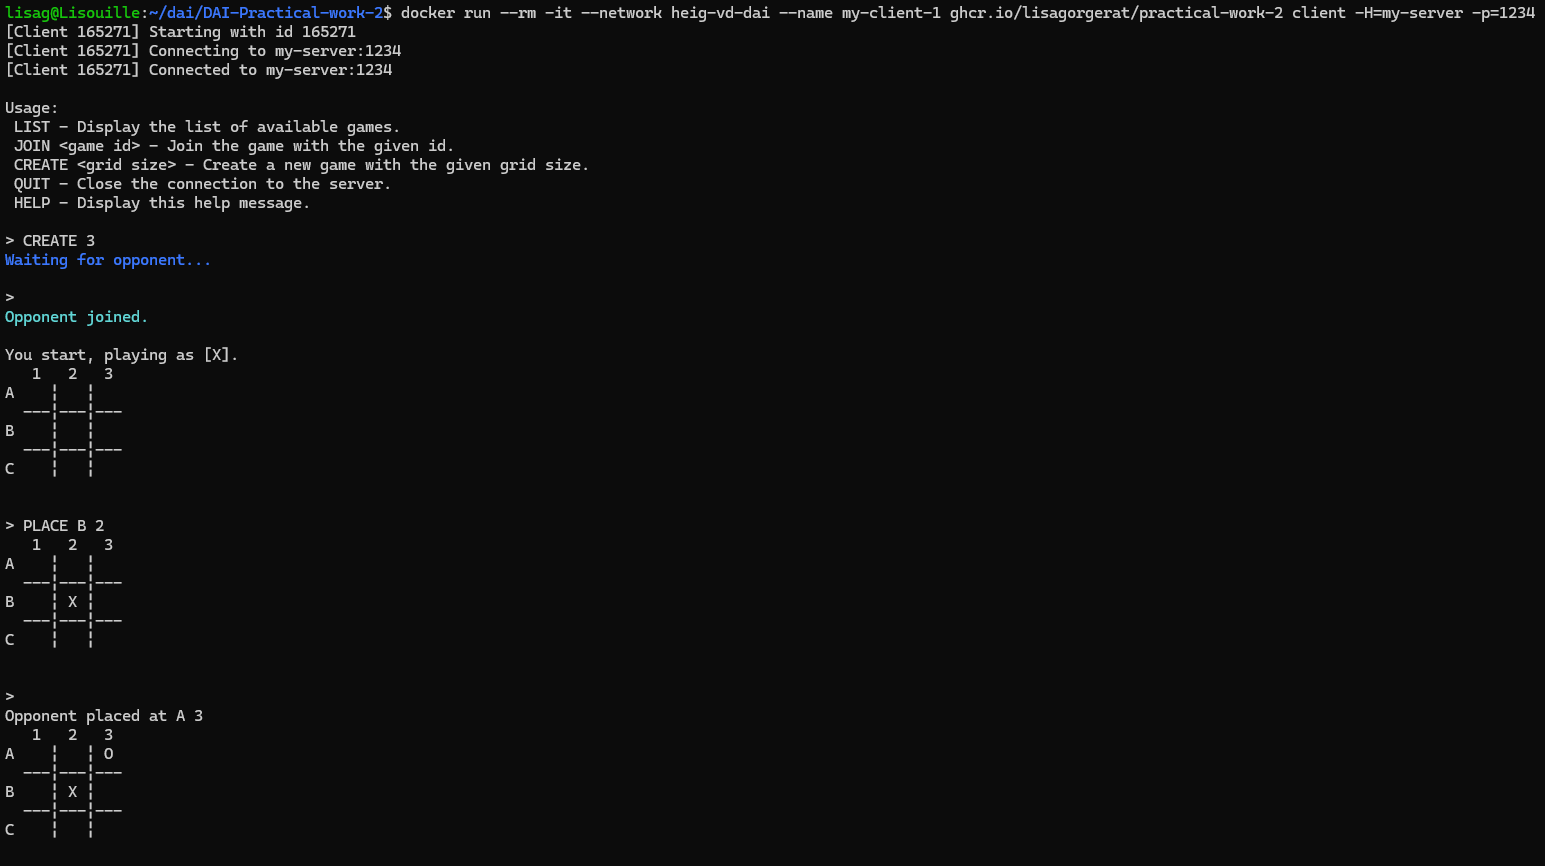 lisag@Lisouille:~/dai/DAI-Practical-work-2$ docker run --rm -it --network heig-vd-dai --name my-client-1 ghcr.io/lisagorgerat/practical-work-2 client -H=my-server -p=1234
[Client 165271] Starting with id 165271
[Client 165271] Connecting to my-server:1234
[Client 165271] Connected to my-server:1234

Usage:
 LIST - Display the list of available games.
 JOIN <game id> - Join the game with the given id.
 CREATE <grid size> - Create a new game with the given grid size.
 QUIT - Close the connection to the server.
 HELP - Display this help message.

> CREATE 3
Waiting for opponent...

>
Opponent joined.

You start, playing as [X].
   1   2   3
A    ¦   ¦
  ---¦---¦---
B    ¦   ¦
  ---¦---¦---
C    ¦   ¦

> PLACE B 2
   1   2   3
A    ¦   ¦
  ---¦---¦---
B    ¦ X ¦
  ---¦---¦---
C    ¦   ¦

>
Opponent placed at A 3
   1   2   3
A    ¦   ¦ O
  ---¦---¦---
B    ¦ X ¦
  ---¦---¦---
C    ¦   ¦